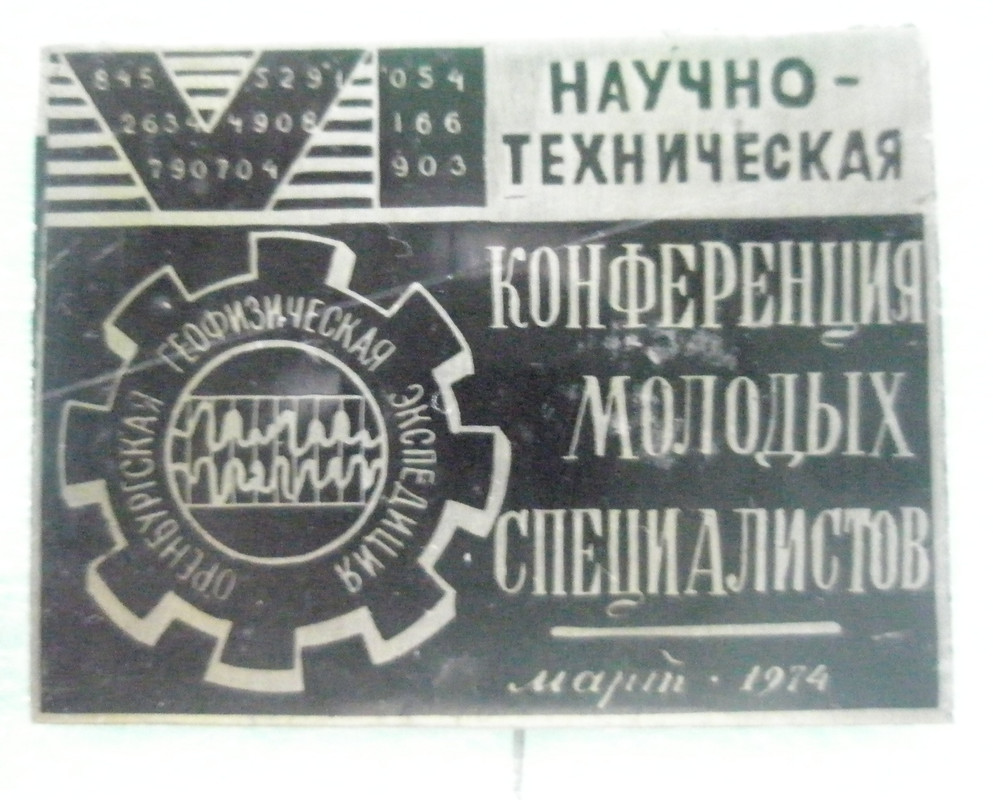 845 5291 054
2634 4908 166
790704 903
НАУЧНО-
ТЕХНИЧЕСКАЯ
КОНФЕРЕНЦИЯ
МОЛОДЫХ
СПЕЦИАЛИСТОВ
март · 1974
ОРЕНБУРГСКАЯ ГЕОФИЗИЧЕСКАЯ ЭКСПЕДИЦИЯ